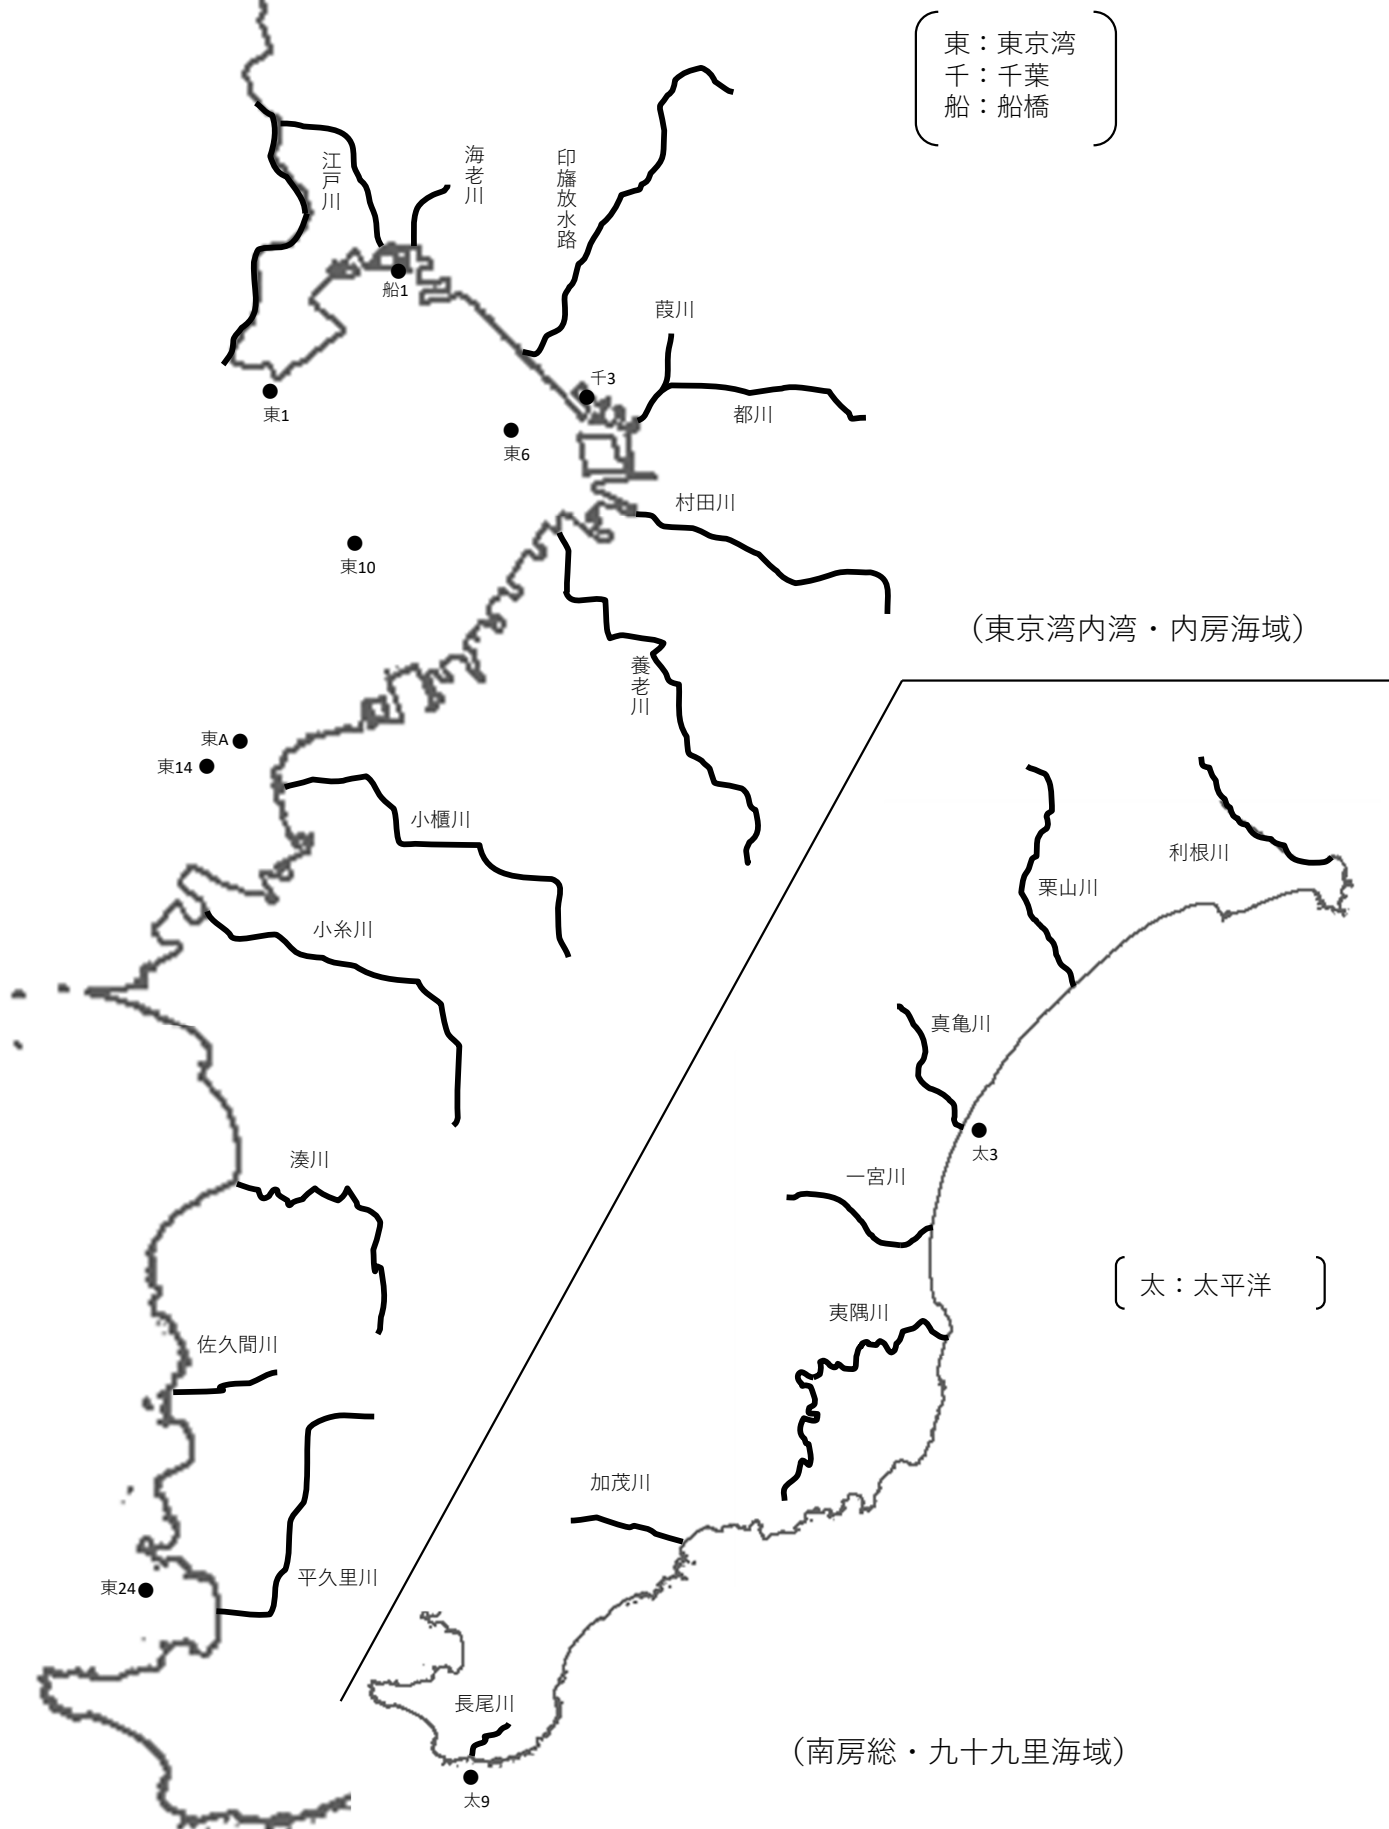 東：東京湾
千：千葉
船：船橋
江戸川
海老川
印旛放水路
船1
葭川
千3
東1
都川
東6
村田川
東10
（東京湾内湾・内房海域）
養老川
東A
東14
小櫃川
利根川
栗山川
小糸川
真亀川
太3
湊川
一宮川
太：太平洋
夷隅川
佐久間川
加茂川
平久里川
東24
長尾川
（南房総・九十九里海域）
太9